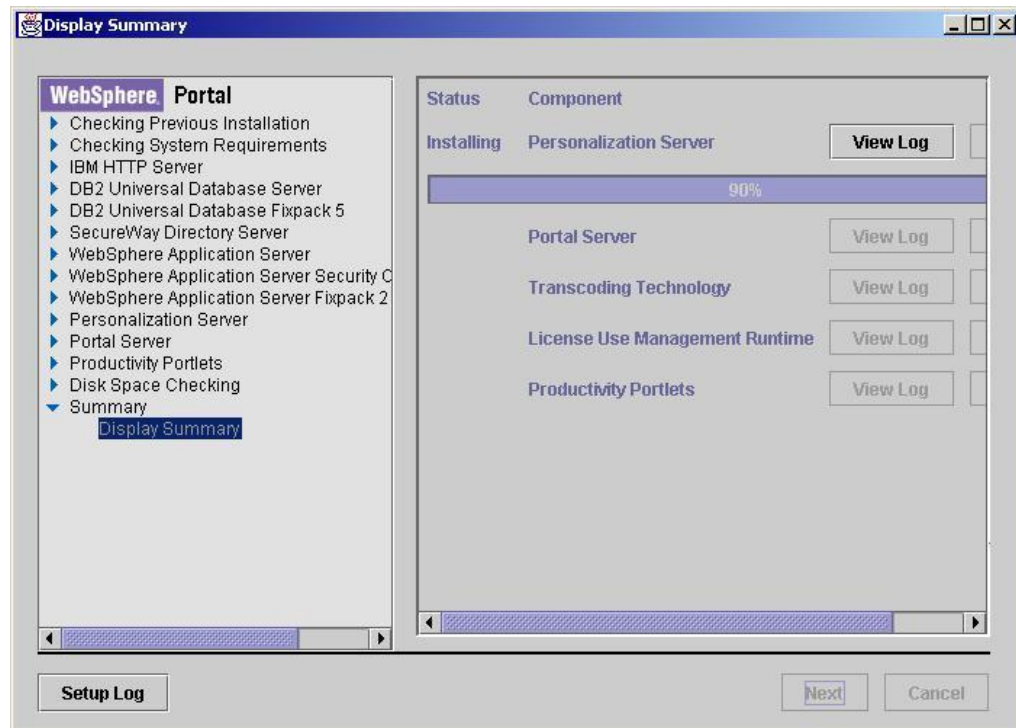 Display Summary
WebSphere. Portal
Checking Previous Installation
Checking System Requirements
IBM HTTP Server
DB2 Universal Database Server
DB2 Universal Database Fixpack 5
SecureWay Directory Server
WebSphere Application Server
WebSphere Application Server Security C
WebSphere Application Server Fixpack 2
Personalization Server
Portal Server
Productivity Portlets
Disk Space Checking
Summary
Display Summary
Status Component
Installing Personalization Server View Log
90%
Portal Server View Log
Transcoding Technology View Log
License Use Management Runtime View Log
Productivity Portlets View Log
Setup Log Next Cancel